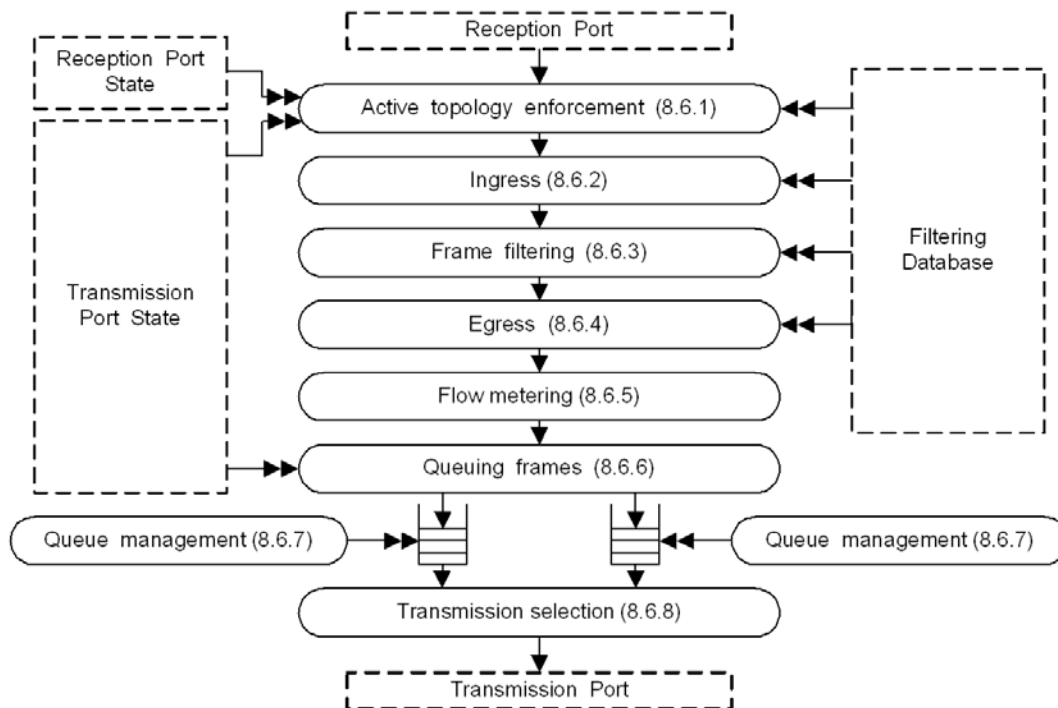 Reception Port
Reception Port
State
Active topology enforcement (8.6.1)
Ingress (8.6.2)
Frame filtering (8.6.3)
Filtering
Database
Transmission
Port State
Egress (8.6.4)
Flow metering (8.6.5)
Queuing frames (8.6.6)
Queue management (8.6.7)
Queue management (8.6.7)
Transmission selection (8.6.8)
Transmission Port